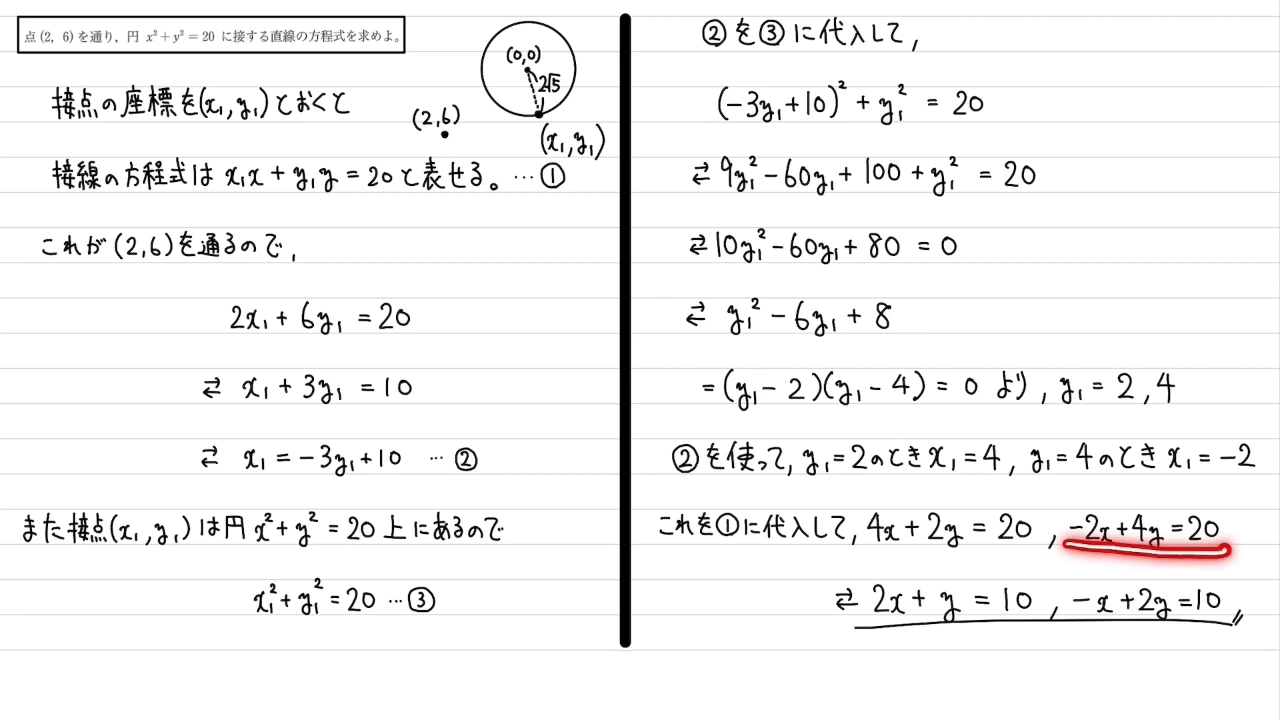 点 (2, 6) を通り，円 x²+y²=20 に接する直線の方程式を求めよ。
(0,0)
2√5
(2,6)
(x₁,y₁)
接点の座標を(x₁,y₁)とおくと
接線の方程式は x₁x+y₁y=20と表せる。…①
これが(2,6)を通るので,
2x₁+6y₁=20
⇄ x₁+3y₁=10
⇄ x₁=-3y₁+10 …②
また接点(x₁,y₁)は円 x²+y²=20 上にあるので
x₁²+y₁²=20 …③
②を③に代入して,
(-3y₁+10)²+y₁²=20
⇄ 9y₁²-60y₁+100+y₁²=20
⇄ 10y₁²-60y₁+80=0
⇄ y₁²-6y₁+8
=(y₁-2)(y₁-4)=0 より, y₁=2,4
②を使って, y₁=2のときx₁=4, y₁=4のときx₁=-2
これを①に代入して, 4x+2y=20, -2x+4y=20
⇄ 2x+y=10, -x+2y=10〃